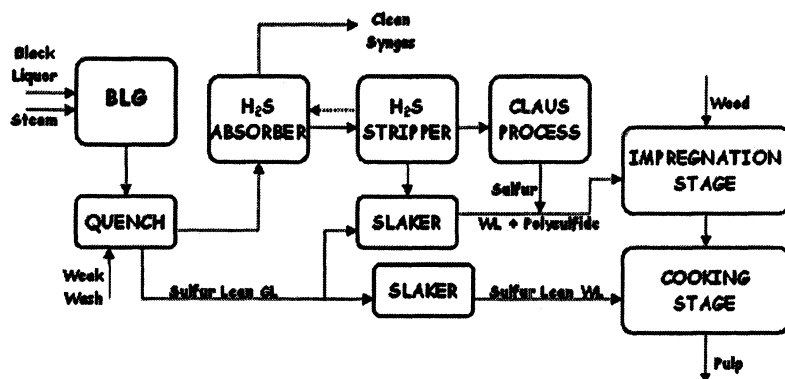 Clean
Syngas
Black
Liquor
Steam
BLG
H₂S
ABSORBER
H₂S
STRIPPER
CLAUS
PROCESS
Wood
IMPREGNATION
STAGE
Sulfur
QUENCH
SLAKER
WL + Polysulfide
Weak
Wash
Sulfur Lean GL
SLAKER
Sulfur Lean WL
COOKING
STAGE
Pulp